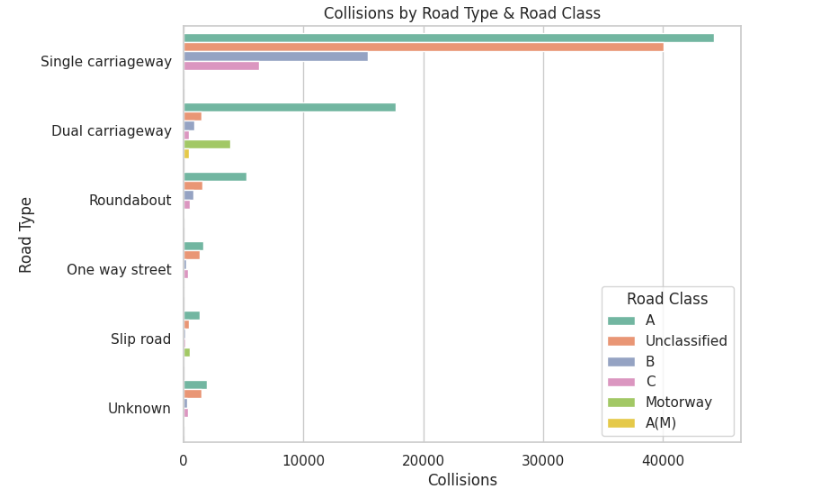 Collisions by Road Type & Road Class
Single carriageway
Dual carriageway
Roundabout
One way street
Slip road
Unknown
Road Type
0 10000 20000 30000 40000
Collisions
Road Class
A
Unclassified
B
C
Motorway
A(M)